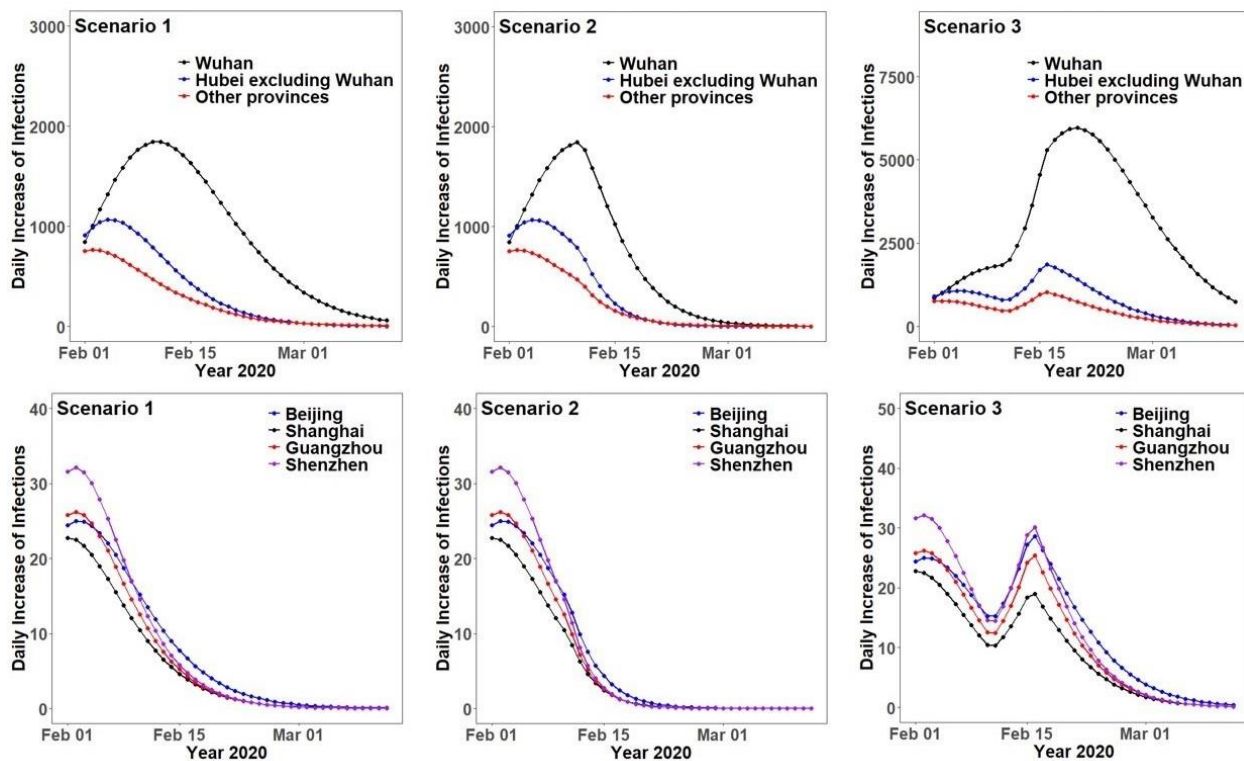 Scenario 1
Wuhan
Hubei excluding Wuhan
Other provinces
Daily Increase of Infections
3000
2000
1000
0
Feb 01
Feb 15
Mar 01
Year 2020
Scenario 2
Wuhan
Hubei excluding Wuhan
Other provinces
Daily Increase of Infections
3000
2000
1000
0
Feb 01
Feb 15
Mar 01
Year 2020
Scenario 3
Wuhan
Hubei excluding Wuhan
Other provinces
Daily Increase of Infections
7500
5000
2500
0
Feb 01
Feb 15
Mar 01
Year 2020
Scenario 1
Beijing
Shanghai
Guangzhou
Shenzhen
Daily Increase of Infections
40
30
20
10
0
Feb 01
Feb 15
Mar 01
Year 2020
Scenario 2
Beijing
Shanghai
Guangzhou
Shenzhen
Daily Increase of Infections
40
30
20
10
0
Feb 01
Feb 15
Mar 01
Year 2020
Scenario 3
Beijing
Shanghai
Guangzhou
Shenzhen
Daily Increase of Infections
50
40
30
20
10
0
Feb 01
Feb 15
Mar 01
Year 2020